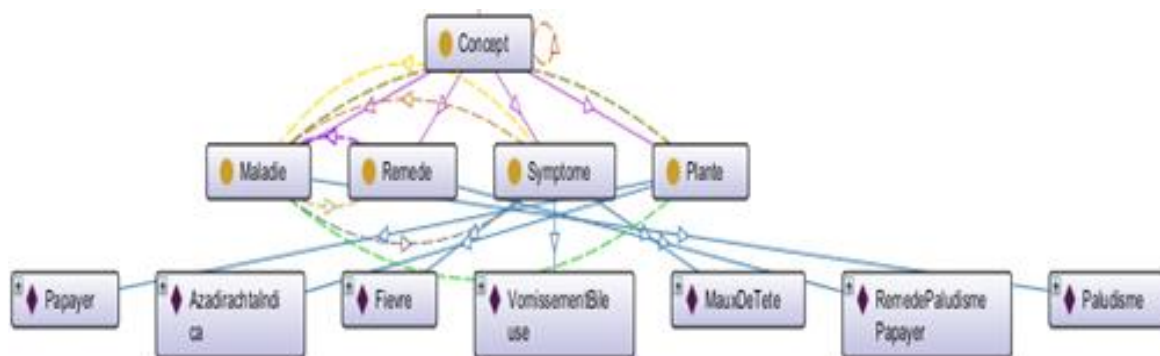 Concept
Maladie
Remede
Symptome
Plante
Papayer
AzadirachtaIndi
ca
Fievre
VomissementBile
use
MauxDeTete
RemedePaludisme
Papayer
Paludisme